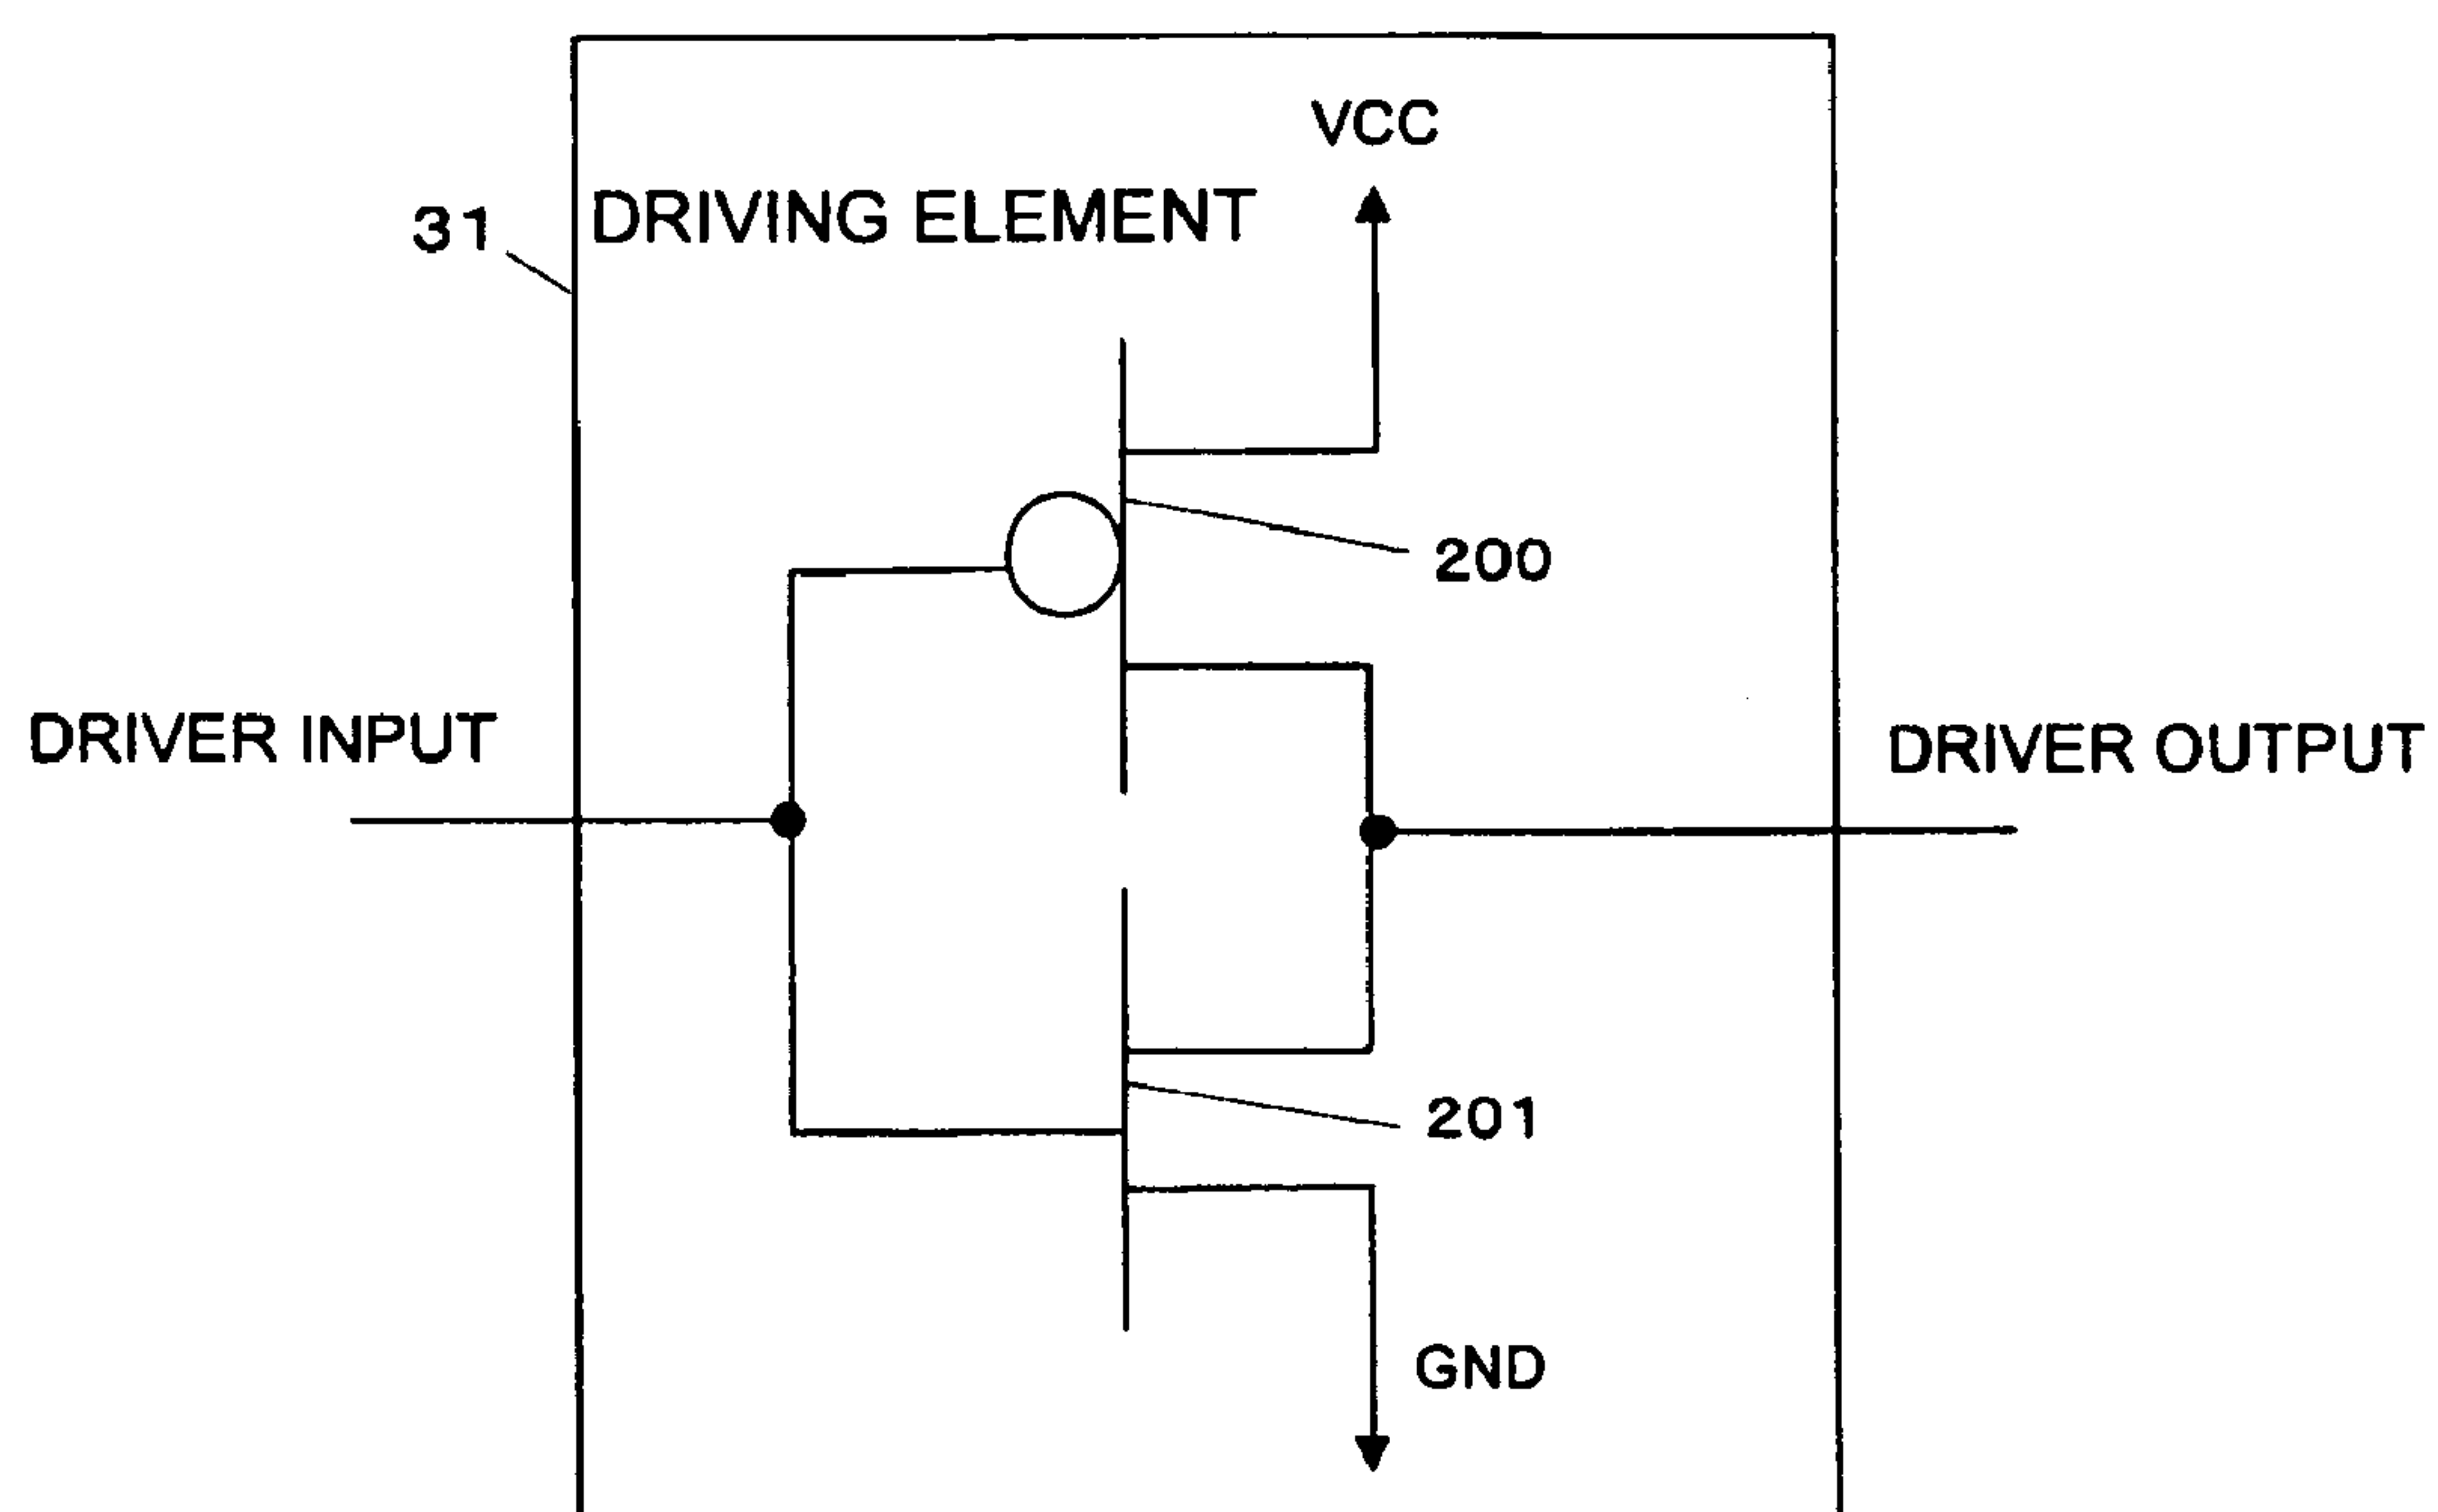 VCC
31
DRIVING ELEMENT
200
DRIVER INPUT
DRIVER OUTPUT
201
GND